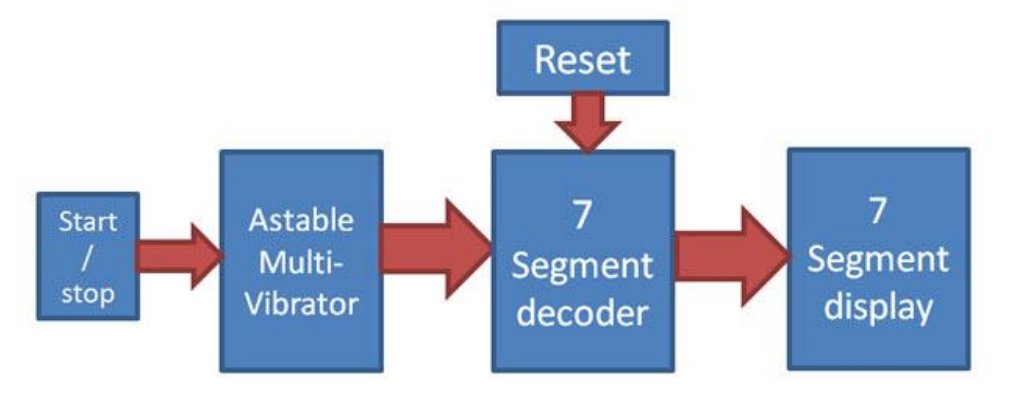 Reset
Start
/
stop
Astable
Multi-
Vibrator
7
Segment
decoder
7
Segment
display